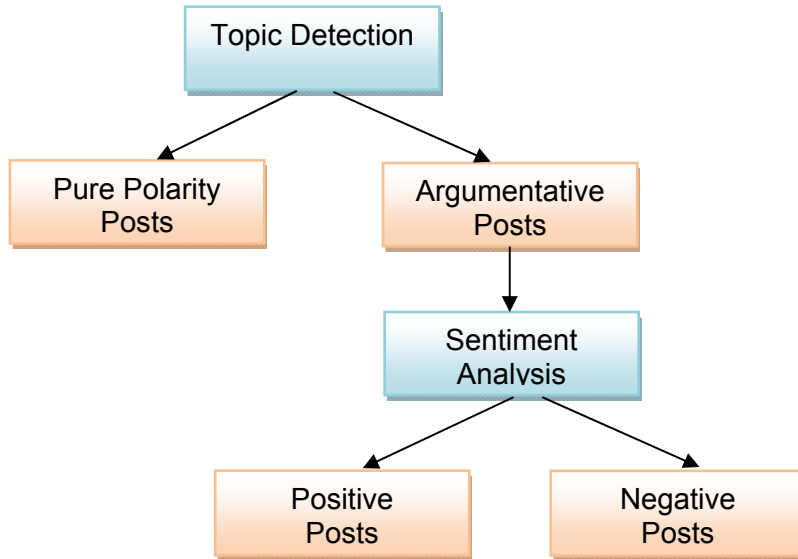 Topic Detection
Pure Polarity
Posts
Argumentative
Posts
Sentiment
Analysis
Positive
Posts
Negative
Posts